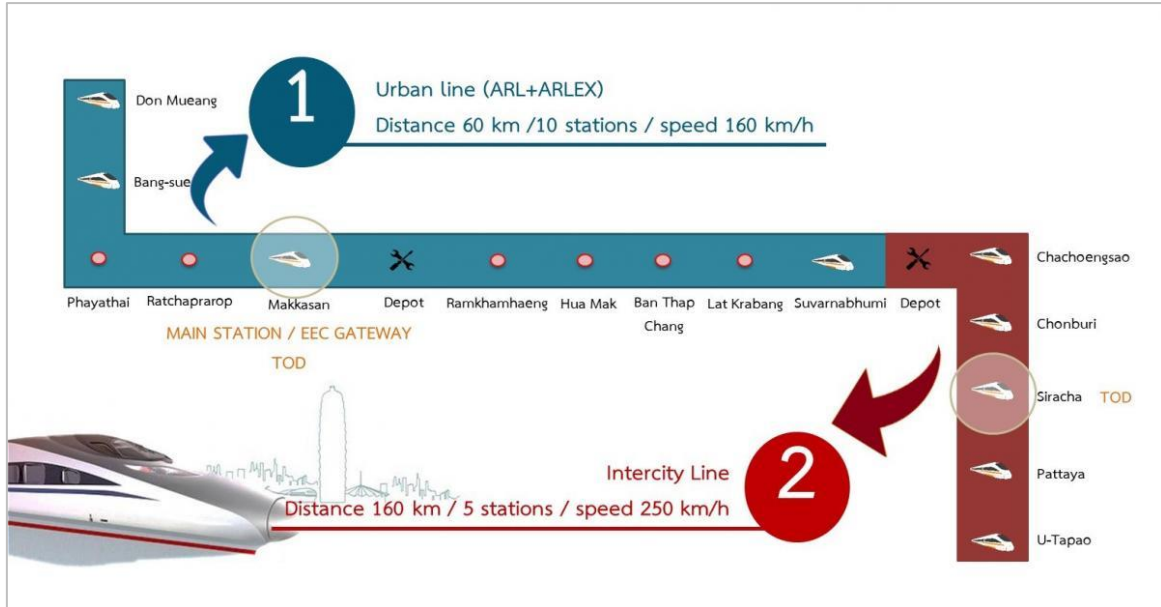 1
Urban line (ARL+ARLEX)
Distance 60 km /10 stations / speed 160 km/h
Don Mueang
Bang-sue
Phayathai
Ratchaprarop
Makkasan
Depot
Ramkhamhaeng
Hua Mak
Ban Thap
Chang
Lat Krabang
Suvarnabhumi
Depot
MAIN STATION / EEC GATEWAY
TOD
Chachoengsao
Chonburi
Siracha TOD
Pattaya
U-Tapao
2
Intercity Line
Distance 160 km / 5 stations / speed 250 km/h